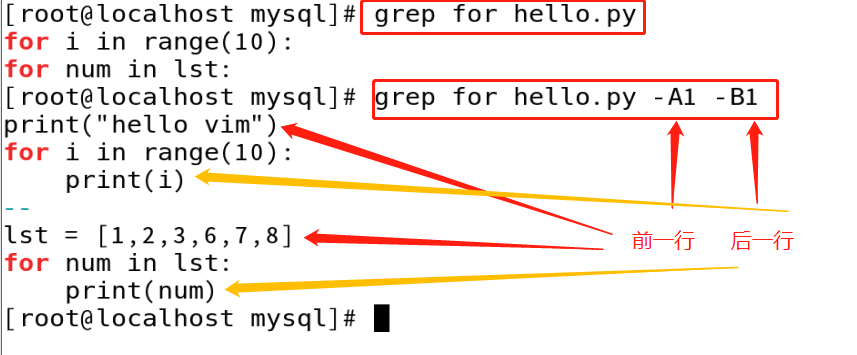 [root@localhost mysql]# grep for hello.py
for i in range(10):
for num in lst:
[root@localhost mysql]# grep for hello.py -A1 -B1
print("hello vim")
for i in range(10):
    print(i)
--
lst = [1,2,3,6,7,8]
前一行 后一行
for num in lst:
    print(num)
[root@localhost mysql]#